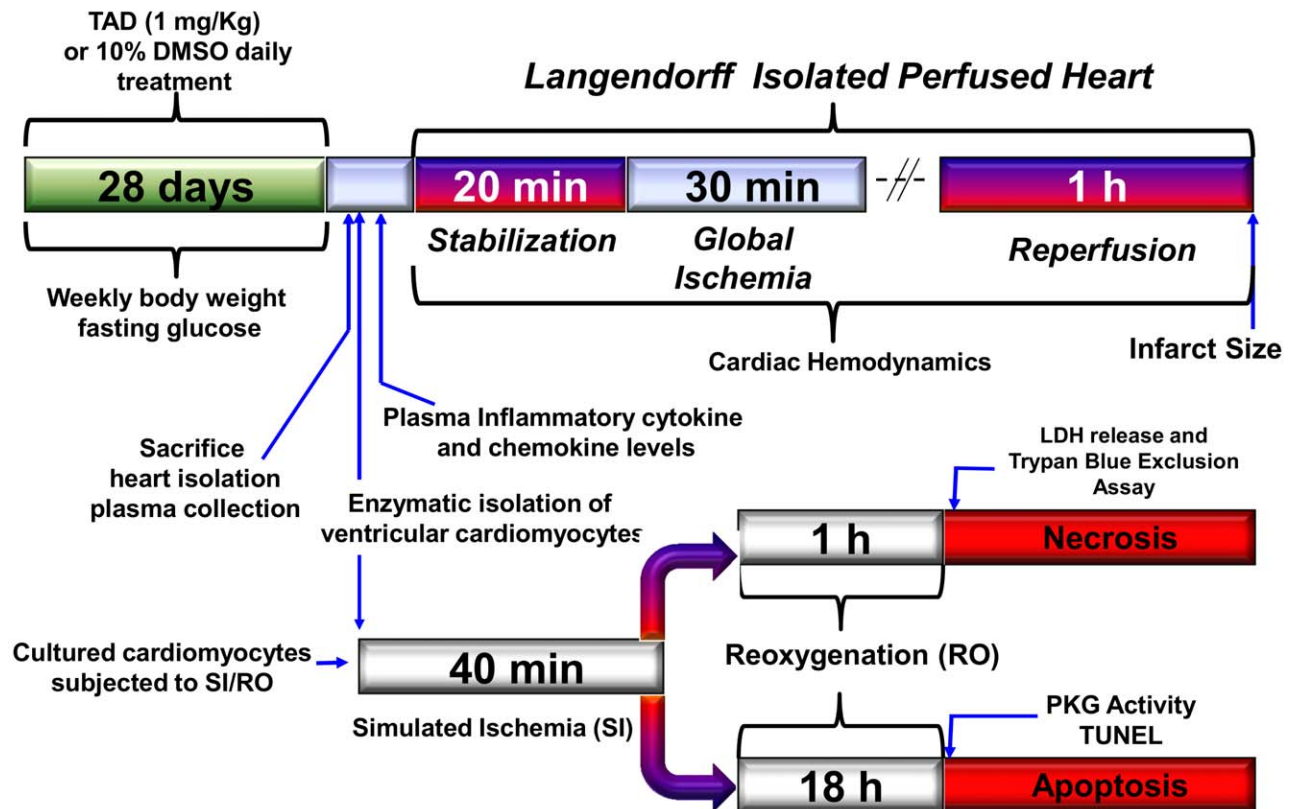 TAD (1 mg/Kg)
or 10% DMSO daily
treatment
Langendorff Isolated Perfused Heart
28 days
20 min
30 min
-//-
1 h
Stabilization
Global
Ischemia
Reperfusion
Weekly body weight
fasting glucose
Cardiac Hemodynamics
Infarct Size
Plasma Inflammatory cytokine
and chemokine levels
Sacrifice
heart isolation
plasma collection
LDH release and
Trypan Blue Exclusion
Assay
Enzymatic isolation of
ventricular cardiomyocytes
1 h
Necrosis
Cultured cardiomyocytes
subjected to SI/RO
40 min
Reoxygenation (RO)
Simulated Ischemia (SI)
PKG Activity
TUNEL
18 h
Apoptosis